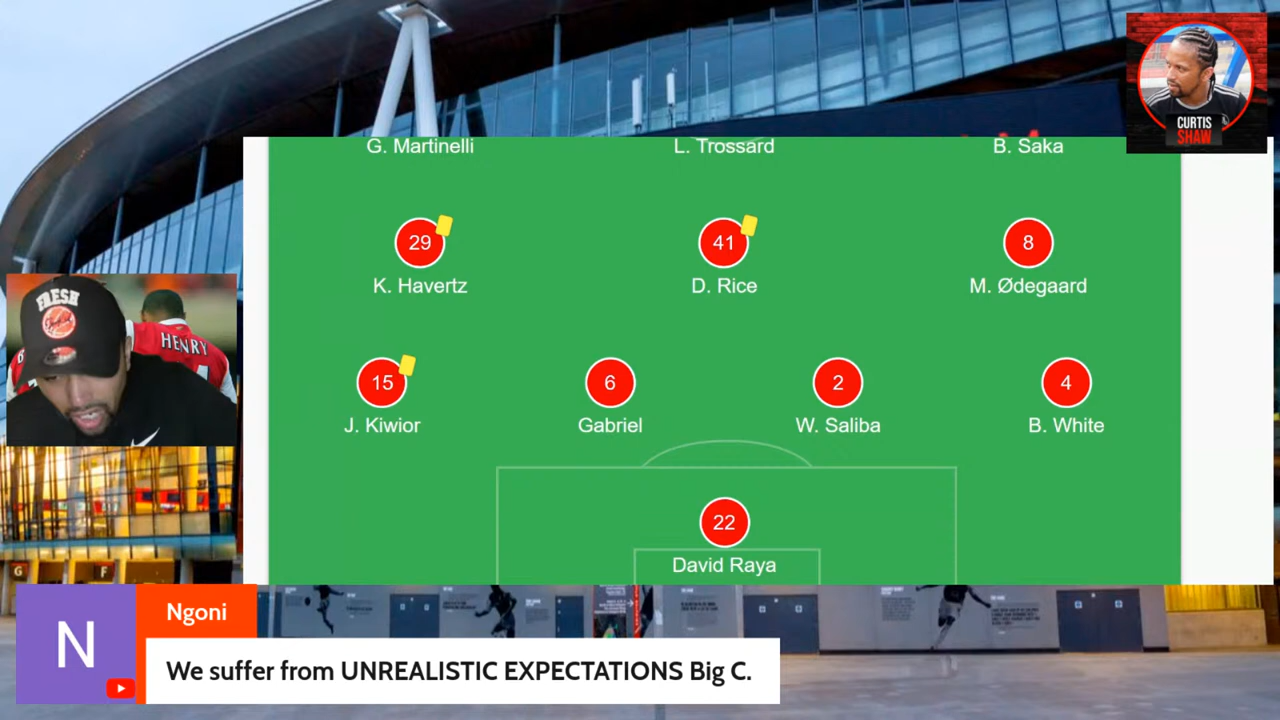 CURTIS
SHAW
G. Martinelli
L. Trossard
B. Saka
29
41
8
K. Havertz
D. Rice
M. Ødegaard
FRESH
HENRY
15
6
2
4
J. Kiwior
Gabriel
W. Saliba
B. White
22
David Raya
G
F
N
Ngoni
We suffer from UNREALISTIC EXPECTATIONS Big C.